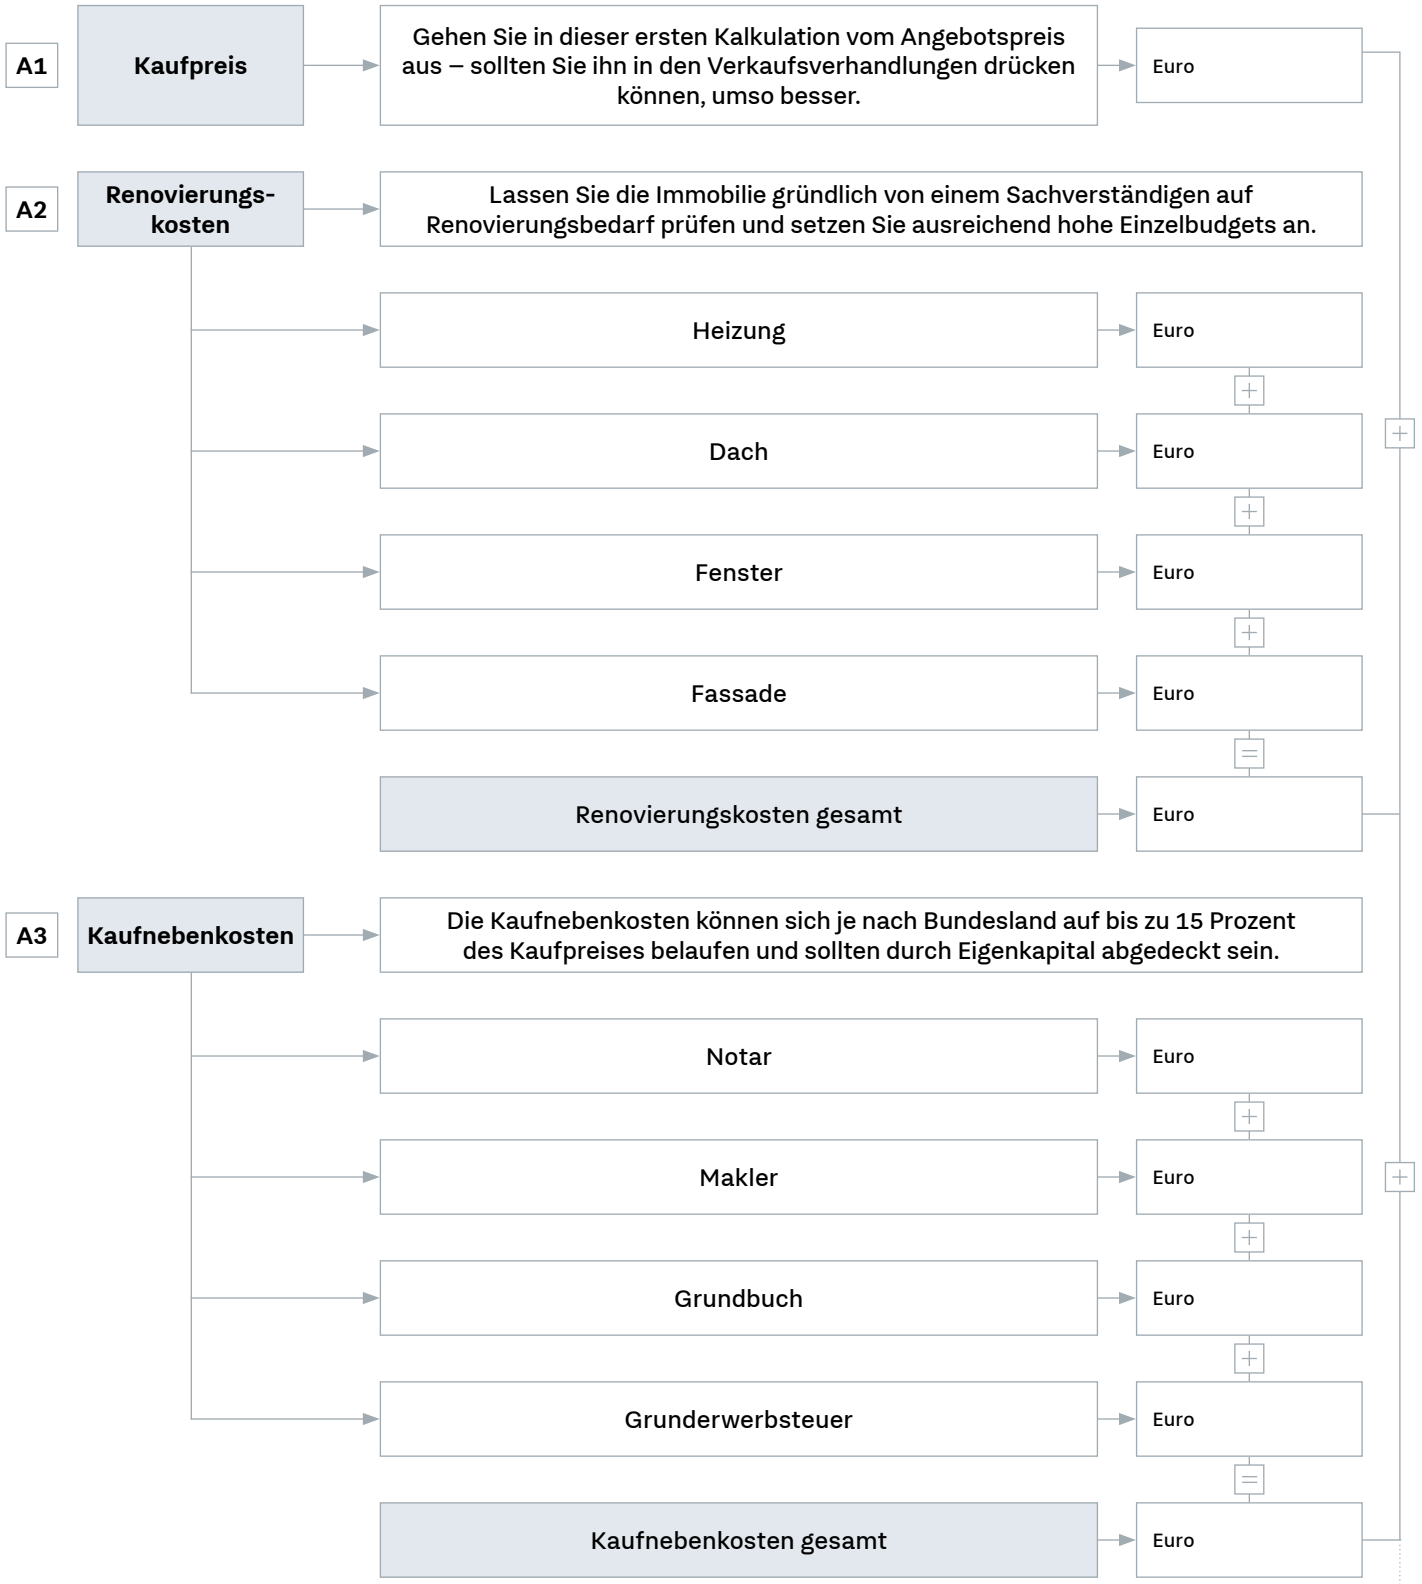 A1
Kaufpreis
Gehen Sie in dieser ersten Kalkulation vom Angebotspreis
aus – sollten Sie ihn in den Verkaufsverhandlungen drücken
können, umso besser.
Euro
A2
Renovierungs-
kosten
Lassen Sie die Immobilie gründlich von einem Sachverständigen auf
Renovierungsbedarf prüfen und setzen Sie ausreichend hohe Einzelbudgets an.
Heizung
Euro
+
Dach
Euro
+
+
Fenster
Euro
+
Fassade
Euro
=
Renovierungskosten gesamt
Euro
A3
Kaufnebenkosten
Die Kaufnebenkosten können sich je nach Bundesland auf bis zu 15 Prozent
des Kaufpreises belaufen und sollten durch Eigenkapital abgedeckt sein.
Notar
Euro
+
Makler
Euro
+
+
Grundbuch
Euro
+
Grunderwerbsteuer
Euro
=
Kaufnebenkosten gesamt
Euro